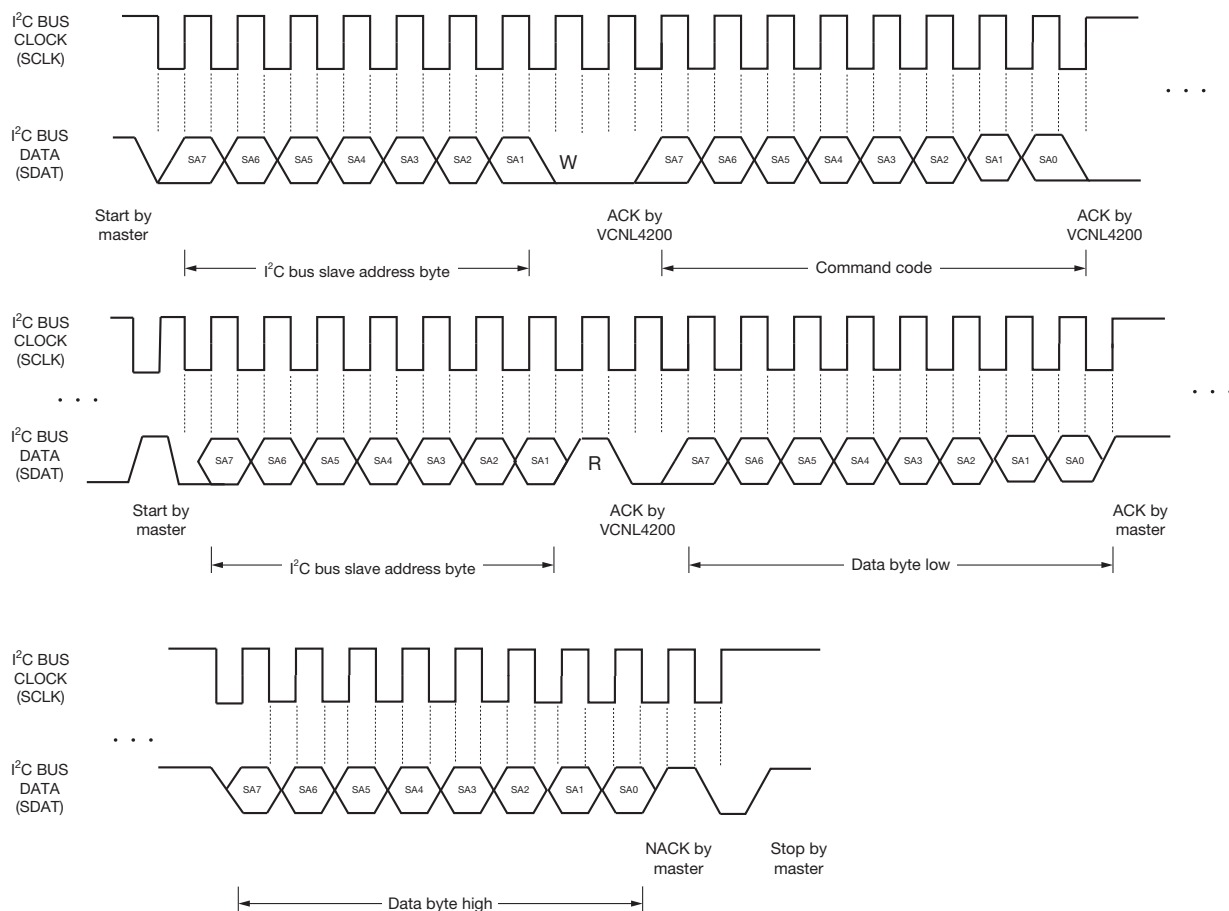 I²C BUS
CLOCK
(SCLK)
. . .
I²C BUS
DATA
(SDAT)
SA7 SA6 SA5 SA4 SA3 SA2 SA1 W SA7 SA6 SA5 SA4 SA3 SA2 SA1 SA0
Start by
master
ACK by
VCNL4200
ACK by
VCNL4200
I²C bus slave address byte
Command code
I²C BUS
CLOCK
(SCLK)
. . .
. . .
I²C BUS
DATA
(SDAT)
SA7 SA6 SA5 SA4 SA3 SA2 SA1 R SA7 SA6 SA5 SA4 SA3 SA2 SA1 SA0
Start by
master
ACK by
VCNL4200
ACK by
master
I²C bus slave address byte
Data byte low
I²C BUS
CLOCK
(SCLK)
. . .
I²C BUS
DATA
(SDAT)
SA7 SA6 SA5 SA4 SA3 SA2 SA1 SA0
NACK by
master
Stop by
master
Data byte high